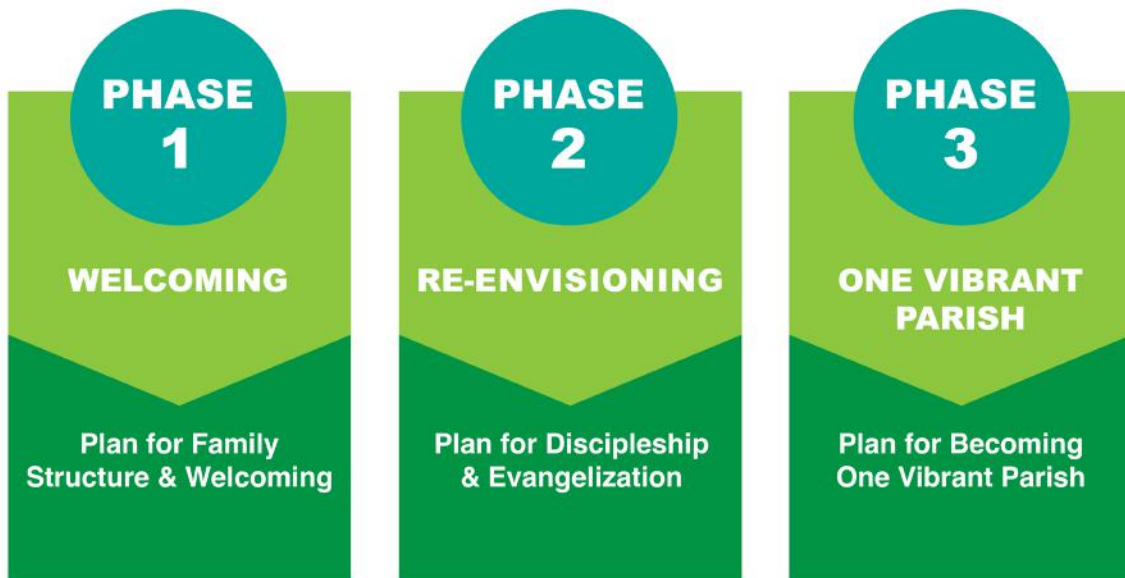 PHASE
1
WELCOMING
Plan for Family
Structure & Welcoming
PHASE
2
RE-ENVISIONING
Plan for Discipleship
& Evangelization
PHASE
3
ONE VIBRANT
PARISH
Plan for Becoming
One Vibrant Parish